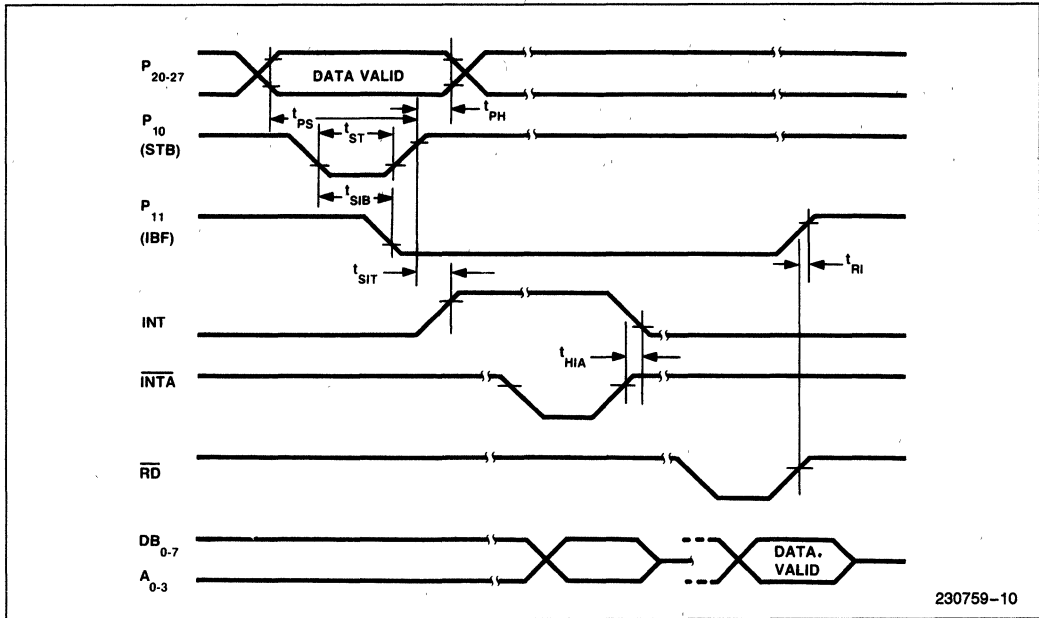 P20-27
DATA VALID
tPH
tPS
tST
P10
(STB)
tSIB
P11
(IBF)
tRI
tSIT
INT
tHIA
INTA
RD
DB0-7
DATA.
VALID
A0-3
230759-10